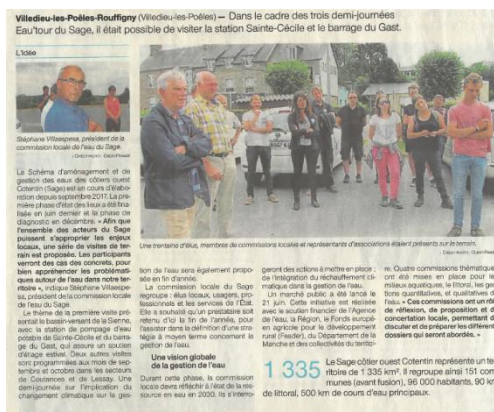 Villedieu-les-Poêles-Rouffigny (Villedieu-les-Poêles) — Dans le cadre des trois demi-journées
Eau'tour du Sage, il était possible de visiter la station Sainte-Cécile et le barrage du Gast.
L'idée
Stéphane Villaespesa, président de la
commission locale de l'eau du Sage.
Le Schéma d'aménagement et de
gestion des eaux des côtiers ouest
Cotentin (Sage) est en cours d'élabo-
ration depuis septembre 2017. La pre-
mière phase d'état des lieux a été fina-
lisée en juin dernier et la phase de
diagnostic en décembre. « Afin que
l'ensemble des acteurs du Sage
puissent s'approprier les enjeux
locaux, une série de visites de ter-
rain est proposée. Les participants
verront des cas concrets, pour
bien appréhender les problémati-
ques autour de l'eau dans notre ter-
ritoire », indique Stéphane Villaespe-
sa, président de la commission locale
de l'eau du Sage.
Le thème de la première visite pré-
sentait le bassin-versant de la Sienne,
avec la station de pompage d'eau
potable de Sainte-Cécile et du barra-
ge du Gast, qui assure un soutien
d'étiage estival. Deux autres visites
sont programmées aux mois de sep-
tembre et octobre dans les secteurs
de Coutances et de Lessay. Une
demi-journée sur l'implication du
changement climatique sur la ges-
Une trentaine d'élus, membres de commissions locales et représentants d'associations étaient présents sur le terrain.
tion de l'eau sera également propo-
sée en fin d'année.
La commission locale du Sage
regroupe : élus locaux, usagers, pro-
fessionnels et les services de l'État.
Elle a souhaité qu'un prestataire soit
retenu d'ici la fin de l'année, pour
l'assister dans la définition d'une stra-
tégie à moyen terme concernant la
gestion de l'eau.
Une vision globale
de la gestion de l'eau
Durant cette phase, la commission
locale devra réfléchir à l'état de la res-
source en eau en 2030. Ils s'interro-
geront des actions à mettre en place ;
de l'intégration du réchauffement cli-
matique dans la gestion de l'eau.
Un marché public a été lancé le
21 juin. Cette initiative est réalisée
avec le soutien financier de l'Agence
de l'eau, la Région, le Fonds europé-
en agricole pour le développement
rural (Feader), du Département de la
Manche et des collectivités du territoi-
re. Quatre commissions thématiques
ont été mises en place pour le
milieux aquatiques, le littoral, les ges-
tions quantitatives, et qualitatives de
l'eau. « Ces commissions ont un rôle
de réflexion, de proposition et de
concertation locale, permettant de
discuter et de préparer les différents
dossiers qui seront abordés. »
1 335 Le Sage côtier ouest Cotentin représente un ter-
ritoire de 1 335 km². Il regroupe ainsi 151 com-
munes (avant fusion), 96 000 habitants, 90 km
de littoral, 500 km de cours d'eau principaux.